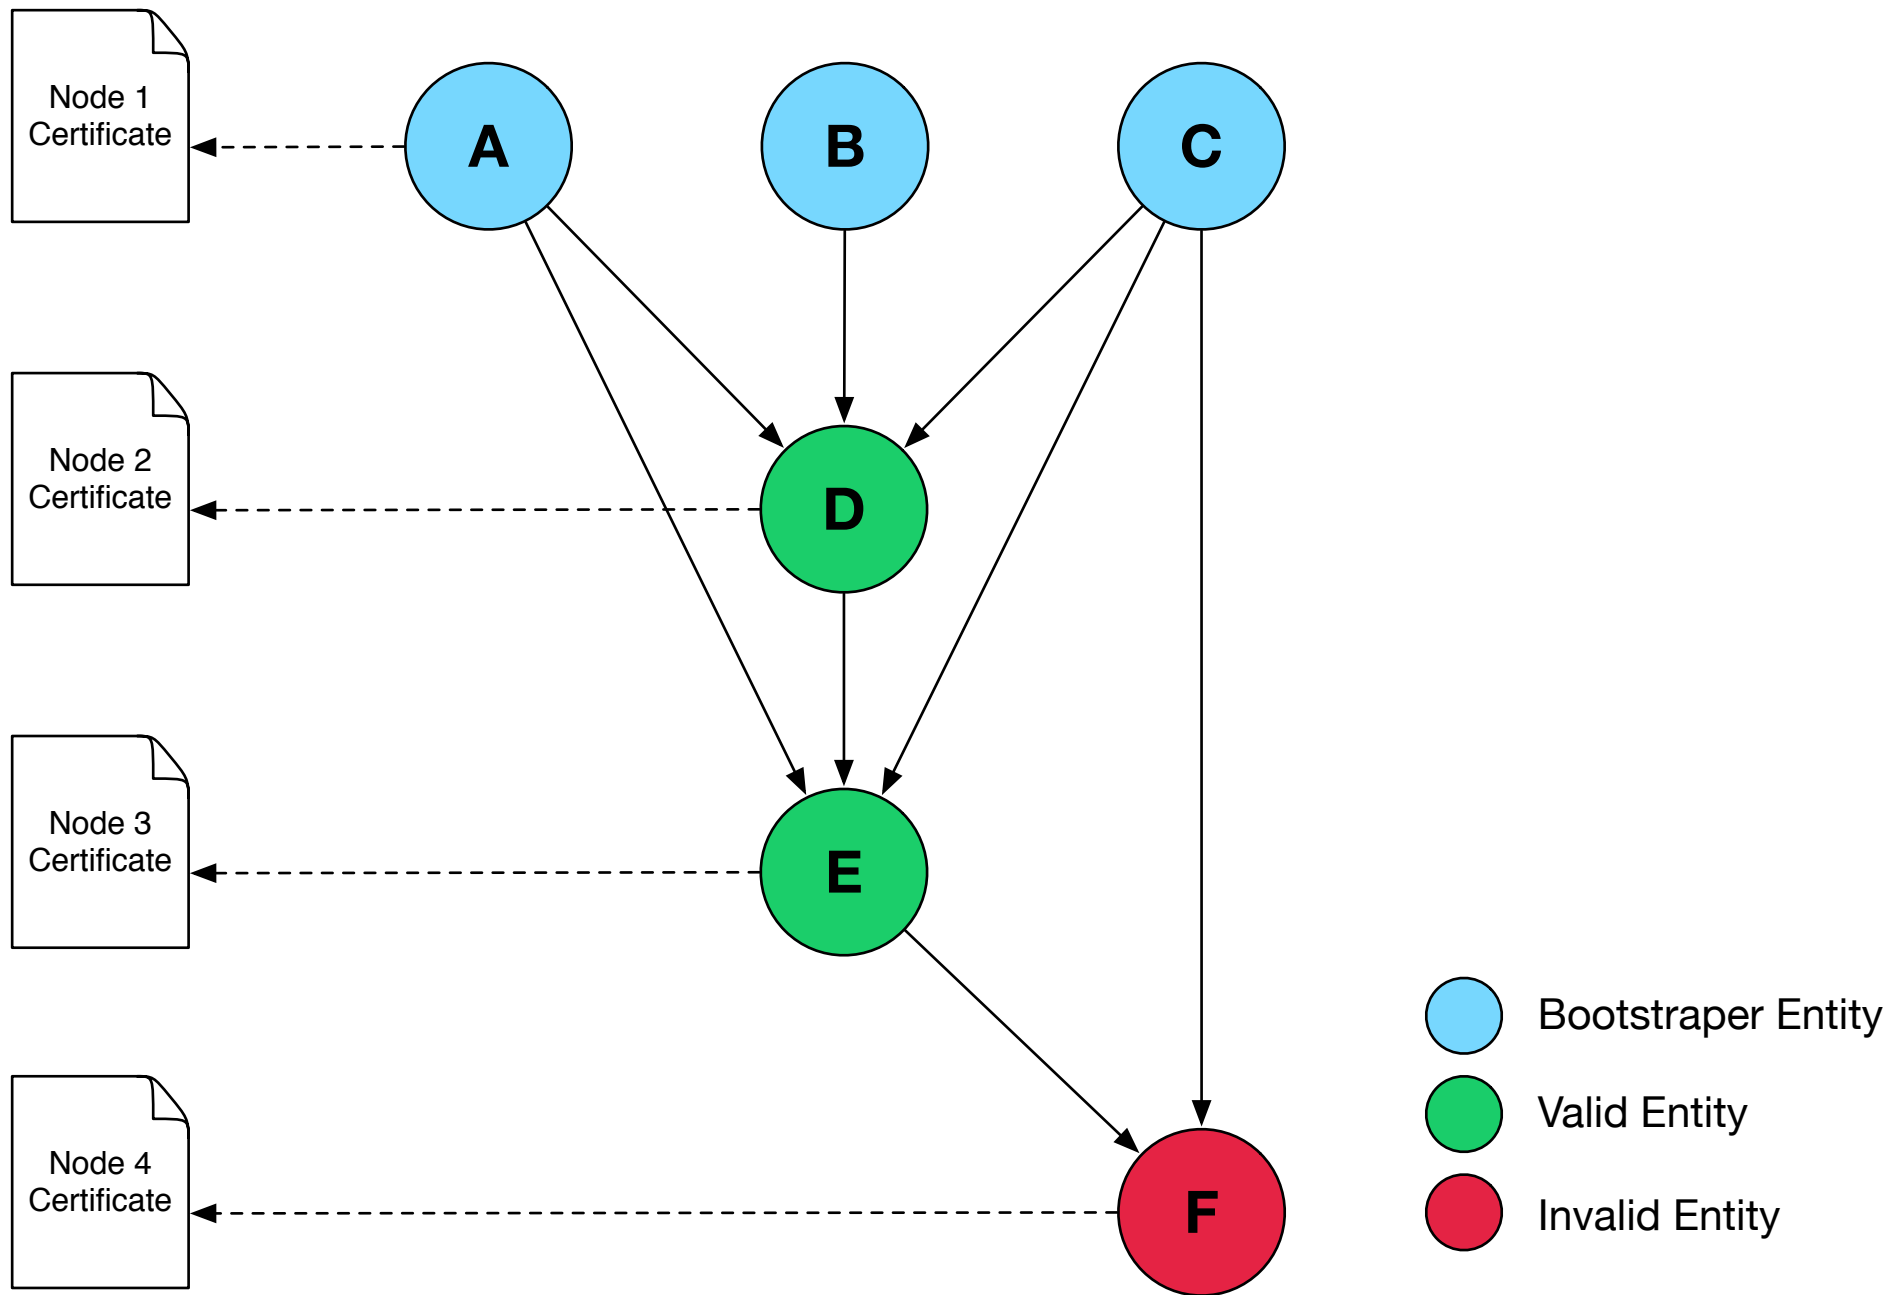 Node 1
Certificate
A
B
C
Node 2
Certificate
D
Node 3
Certificate
E
Node 4
Certificate
F
Bootstraper Entity
Valid Entity
Invalid Entity